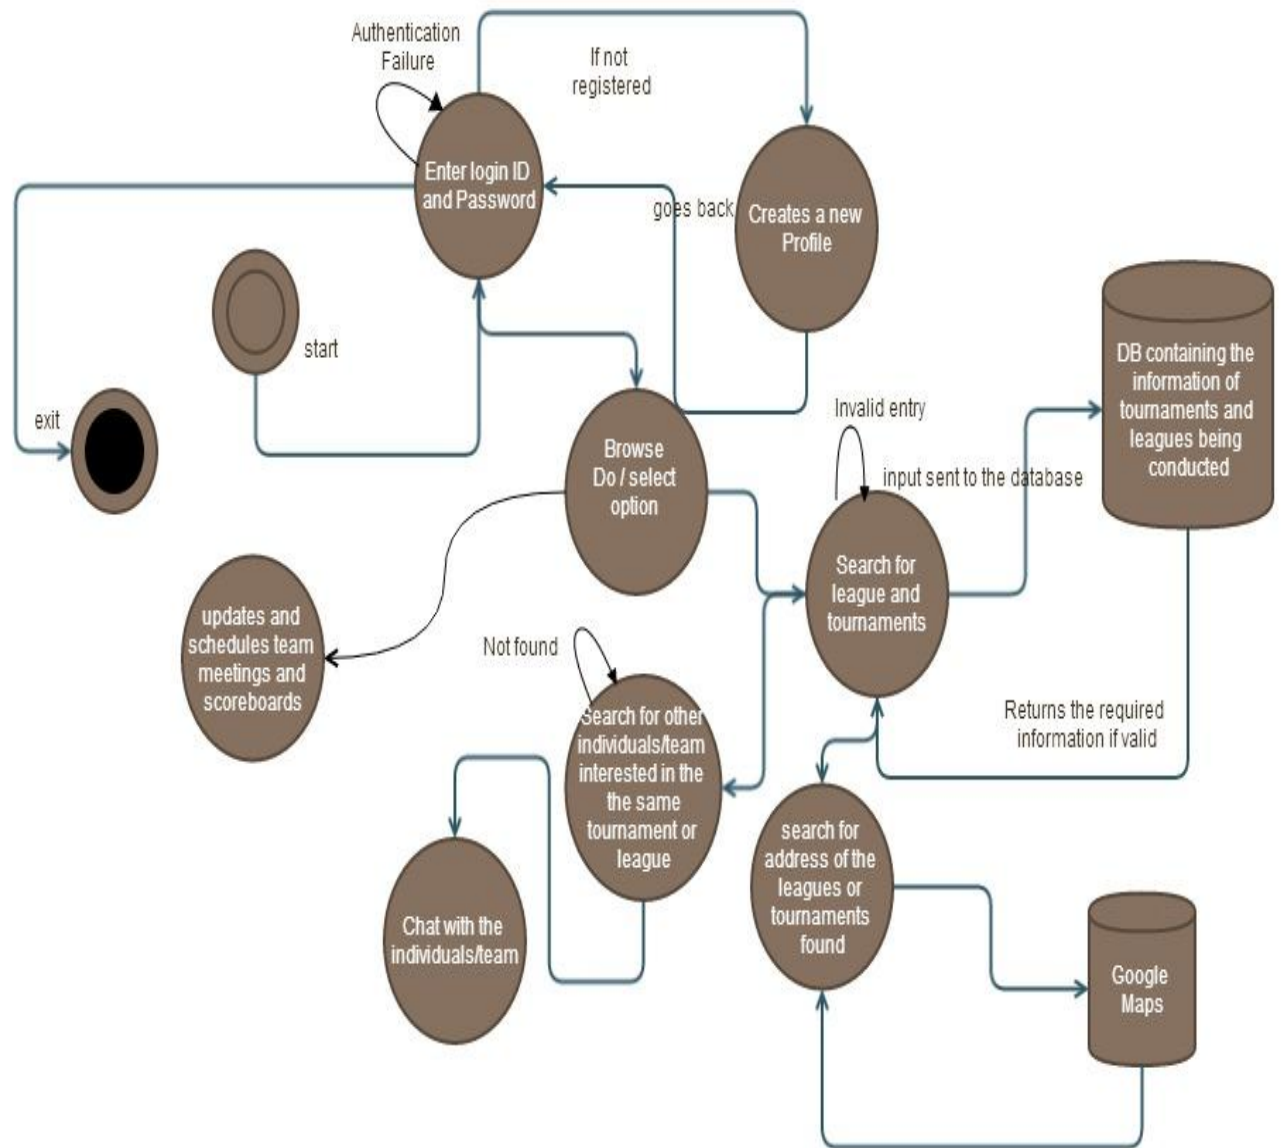 Authentication
Failure
If not
registered
Enter login ID
and Password
goes back
Creates a new
Profile
start
exit
DB containing the
information of
tournaments and
leagues being
conducted
Invalid entry
input sent to the database
Browse
Do / select
option
Search for
league and
tournaments
updates and
schedules team
meetings and
scoreboards
Not found
Search for other
individuals/team
interested in the
the same
tournament or
league
Returns the required
information if valid
search for
address of the
leagues or
tournaments
found
Chat with the
individuals/team
Google
Maps